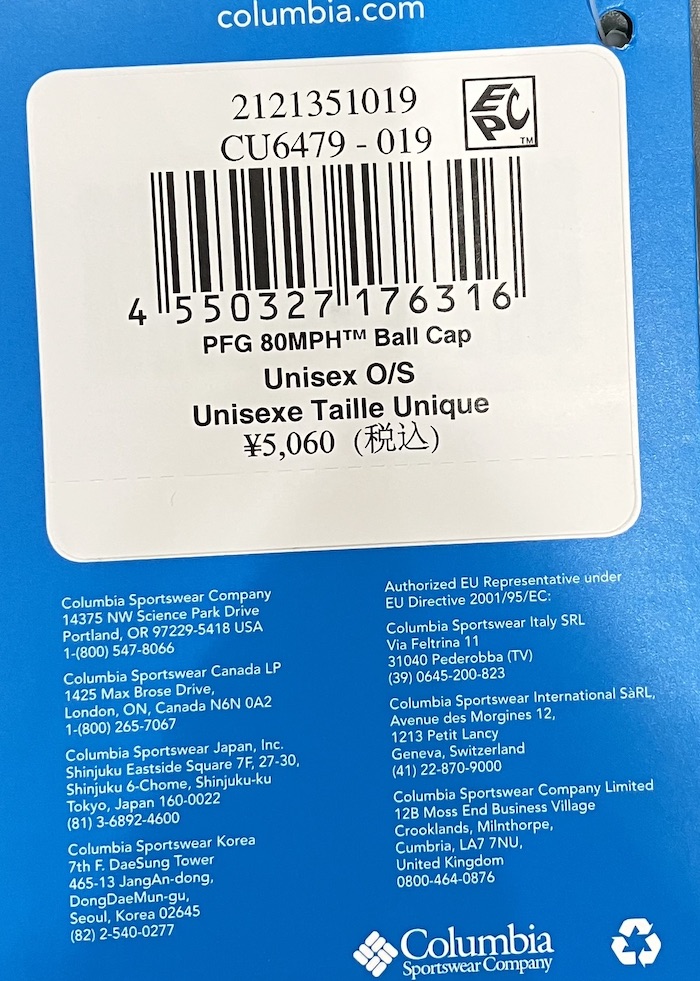 columbia.com
2121351019
CU6479 - 019
EPC
TM
4 550327 176316
PFG 80MPH™ Ball Cap
Unisex O/S
Unisexe Taille Unique
¥5,060 (税込)
Columbia Sportswear Company
14375 NW Science Park Drive
Portland, OR 97229-5418 USA
1-(800) 547-8066
Columbia Sportswear Canada LP
1425 Max Brose Drive,
London, ON, Canada N6N 0A2
1-(800) 265-7067
Columbia Sportswear Japan, Inc.
Shinjuku Eastside Square 7F, 27-30,
Shinjuku 6-Chome, Shinjuku-ku
Tokyo, Japan 160-0022
(81) 3-6892-4600
Columbia Sportswear Korea
7th F. DaeSung Tower
465-13 JangAn-dong,
DongDaeMun-gu,
Seoul, Korea 02645
(82) 2-540-0277
Authorized EU Representative under
EU Directive 2001/95/EC:
Columbia Sportswear Italy SRL
Via Feltrina 11
31040 Pederobba (TV)
(39) 0645-200-823
Columbia Sportswear International SàRL,
Avenue des Morgines 12,
1213 Petit Lancy
Geneva, Switzerland
(41) 22-870-9000
Columbia Sportswear Company Limited
12B Moss End Business Village
Crooklands, Milnthorpe,
Cumbria, LA7 7NU,
United Kingdom
0800-464-0876
Columbia
Sportswear Company